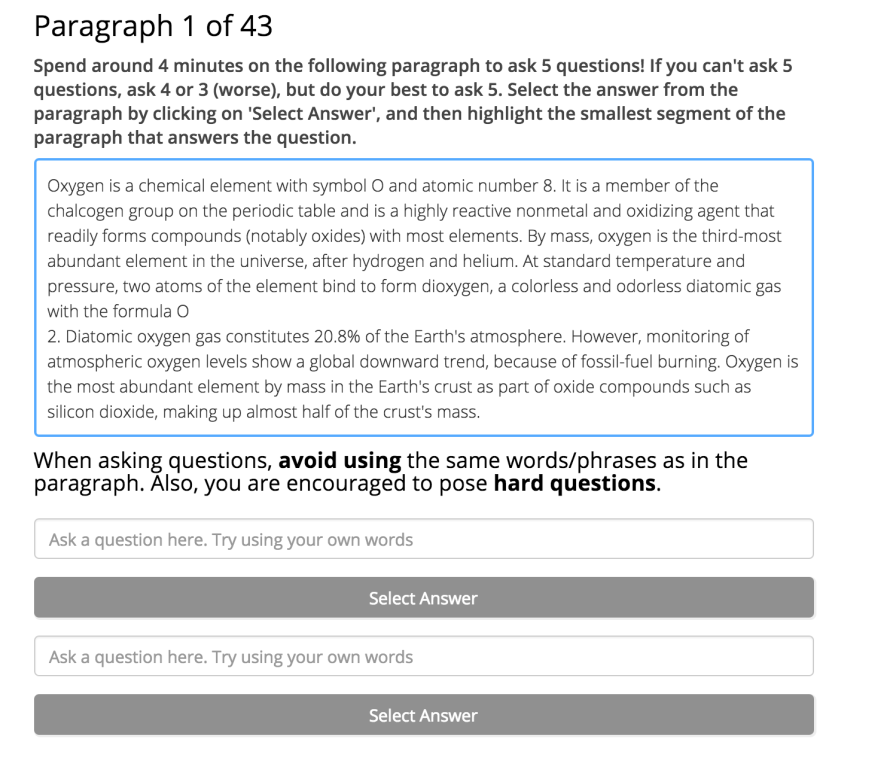 Paragraph 1 of 43
Spend around 4 minutes on the following paragraph to ask 5 questions! If you can't ask 5
questions, ask 4 or 3 (worse), but do your best to ask 5. Select the answer from the
paragraph by clicking on 'Select Answer', and then highlight the smallest segment of the
paragraph that answers the question.
Oxygen is a chemical element with symbol O and atomic number 8. It is a member of the
chalcogen group on the periodic table and is a highly reactive nonmetal and oxidizing agent that
readily forms compounds (notably oxides) with most elements. By mass, oxygen is the third-most
abundant element in the universe, after hydrogen and helium. At standard temperature and
pressure, two atoms of the element bind to form dioxygen, a colorless and odorless diatomic gas
with the formula O
2. Diatomic oxygen gas constitutes 20.8% of the Earth's atmosphere. However, monitoring of
atmospheric oxygen levels show a global downward trend, because of fossil-fuel burning. Oxygen is
the most abundant element by mass in the Earth's crust as part of oxide compounds such as
silicon dioxide, making up almost half of the crust's mass.
When asking questions, avoid using the same words/phrases as in the
paragraph. Also, you are encouraged to pose hard questions.
Ask a question here. Try using your own words
Select Answer
Ask a question here. Try using your own words
Select Answer